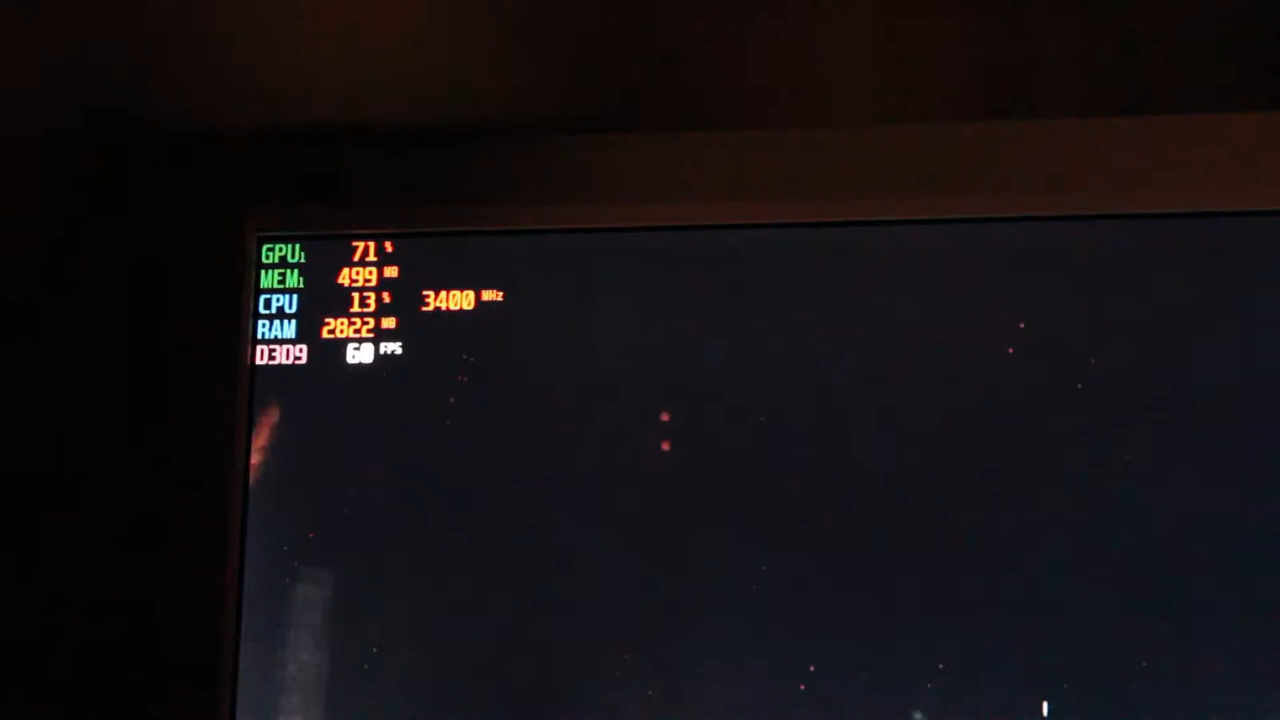 GPU1 71 %
MEM1 499 MB
CPU 13 % 3400 MHz
RAM 2822 MB
D3D9 60 FPS